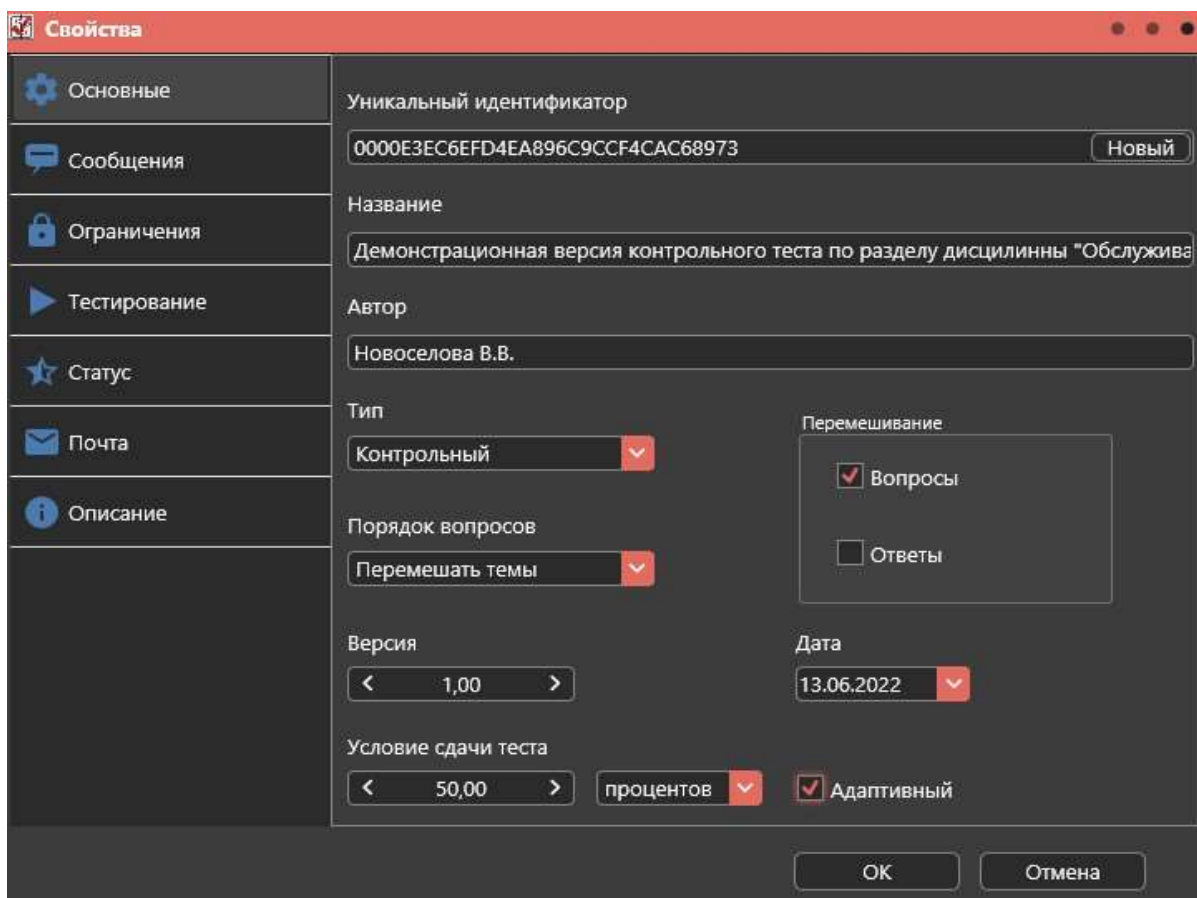 Свойства
Основные
Сообщения
Ограничения
Тестирование
Статус
Почта
Описание
Уникальный идентификатор
0000E3EC6EFD4EA896C9CCF4CAC68973 Новый
Название
Демонстрационная версия контрольного теста по разделу дисцилинны "Обслужива
Автор
Новоселова В.В.
Тип
Контрольный
Перемешивание
Вопросы
Ответы
Порядок вопросов
Перемешать темы
Версия
1,00
Дата
13.06.2022
Условие сдачи теста
50,00 процентов Адаптивный
ОК Отмена